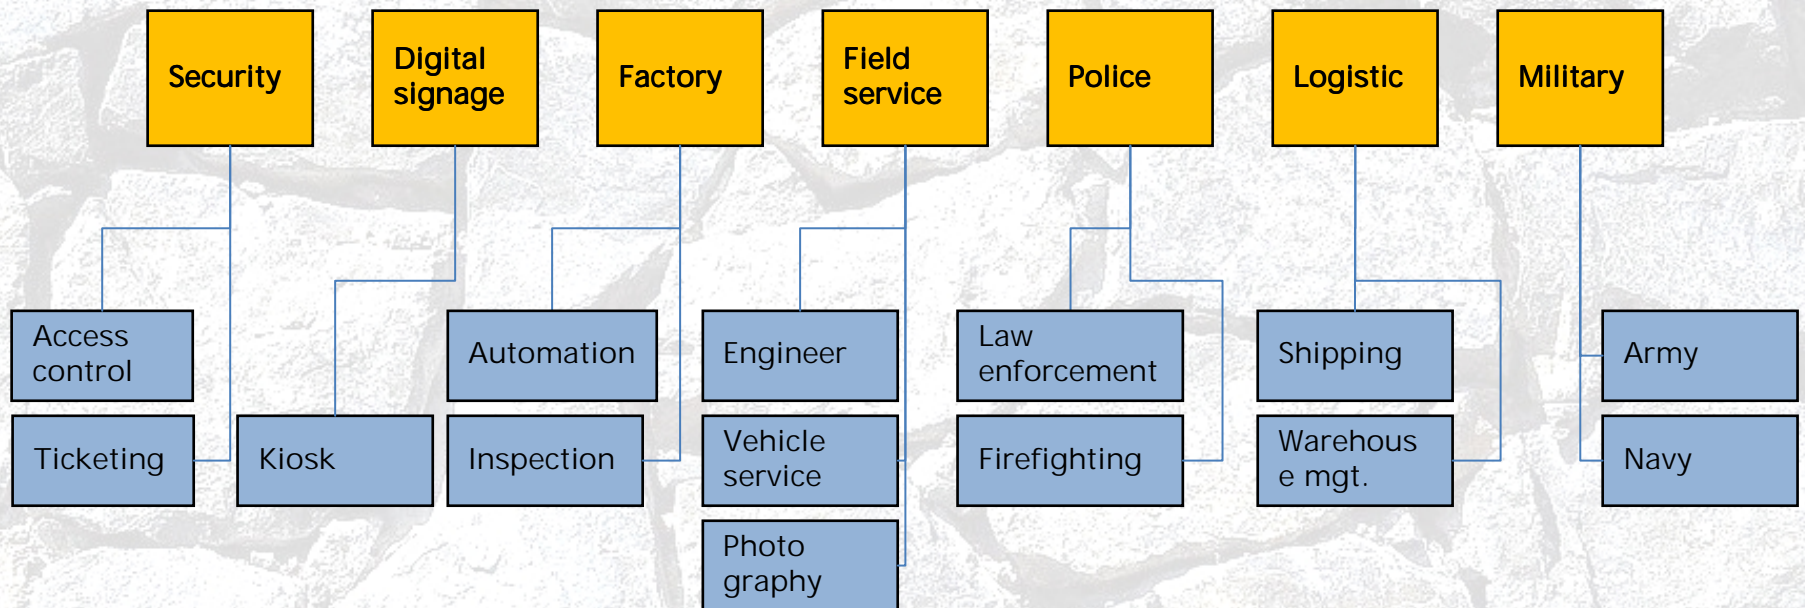 Security
Digital
signage
Factory
Field
service
Police
Logistic
Military
Access
control
Automation
Engineer
Law
enforcement
Shipping
Army
Ticketing
Kiosk
Inspection
Vehicle
service
Firefighting
Warehous
e mgt.
Navy
Photo
graphy